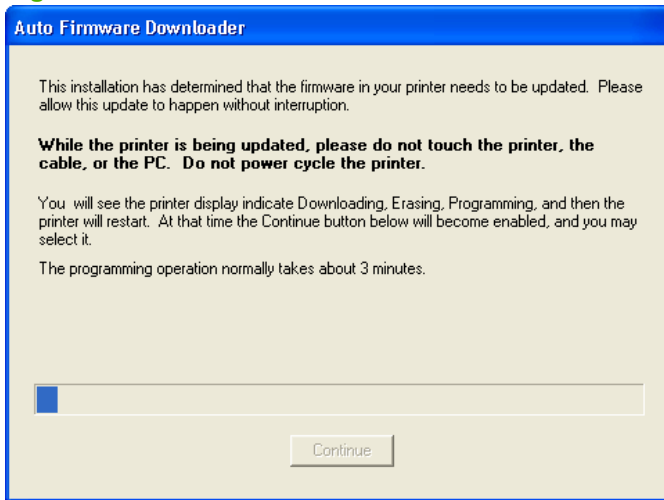 Auto Firmware Downloader
This installation has determined that the firmware in your printer needs to be updated. Please
allow this update to happen without interruption.
While the printer is being updated, please do not touch the printer, the
cable, or the PC. Do not power cycle the printer.
You will see the printer display indicate Downloading, Erasing, Programming, and then the
printer will restart. At that time the Continue button below will become enabled, and you may
select it.
The programming operation normally takes about 3 minutes.
Continue